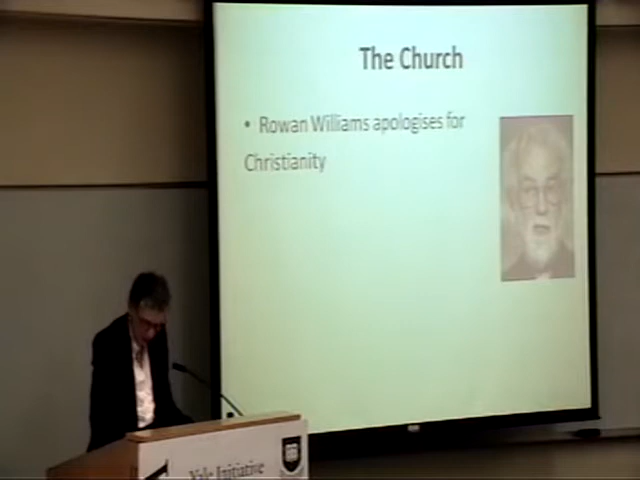 The Church
• Rowan Williams apologises for
Christianity
Yale Initiative